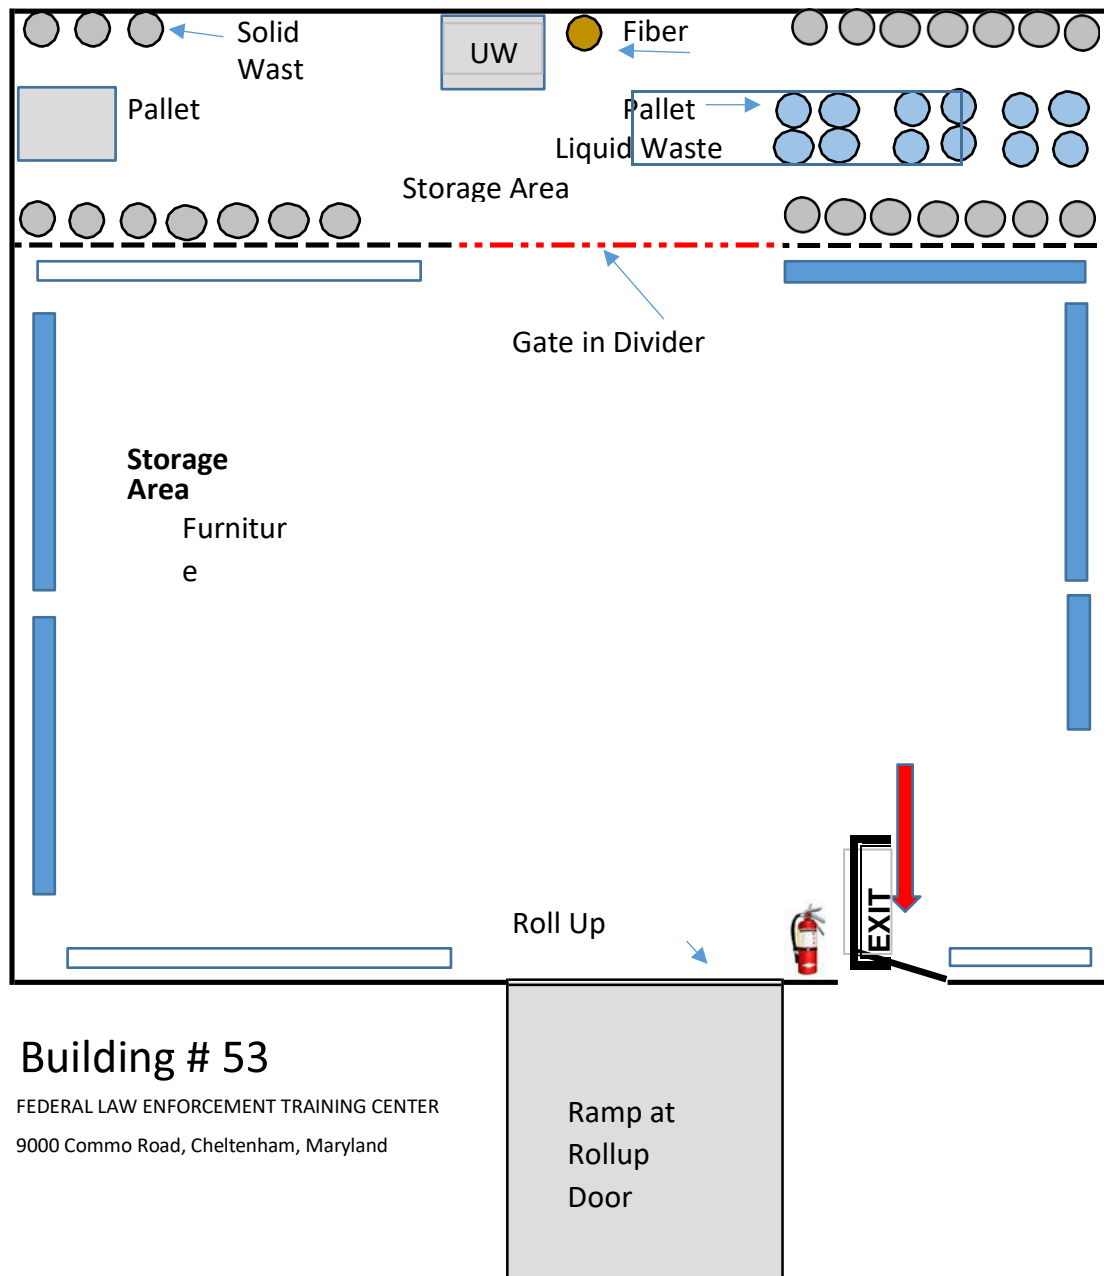 Solid
Wast
UW
Fiber
Pallet
Pallet
Liquid Waste
Storage Area
Gate in Divider
Storage
Area
Furnitur
e
Roll Up
EXIT
Building # 53
FEDERAL LAW ENFORCEMENT TRAINING CENTER
9000 Commo Road, Cheltenham, Maryland
Ramp at
Rollup
Door